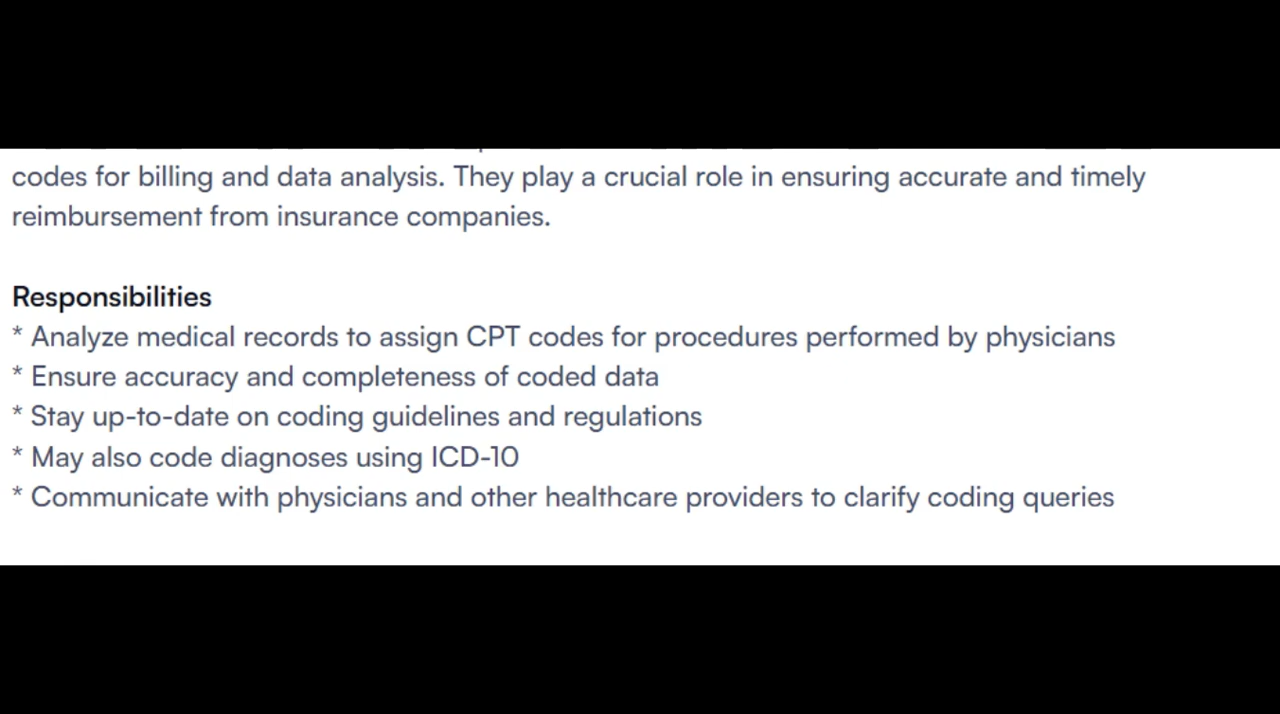 codes for billing and data analysis. They play a crucial role in ensuring accurate and timely
reimbursement from insurance companies.
Responsibilities
* Analyze medical records to assign CPT codes for procedures performed by physicians
* Ensure accuracy and completeness of coded data
* Stay up-to-date on coding guidelines and regulations
* May also code diagnoses using ICD-10
* Communicate with physicians and other healthcare providers to clarify coding queries